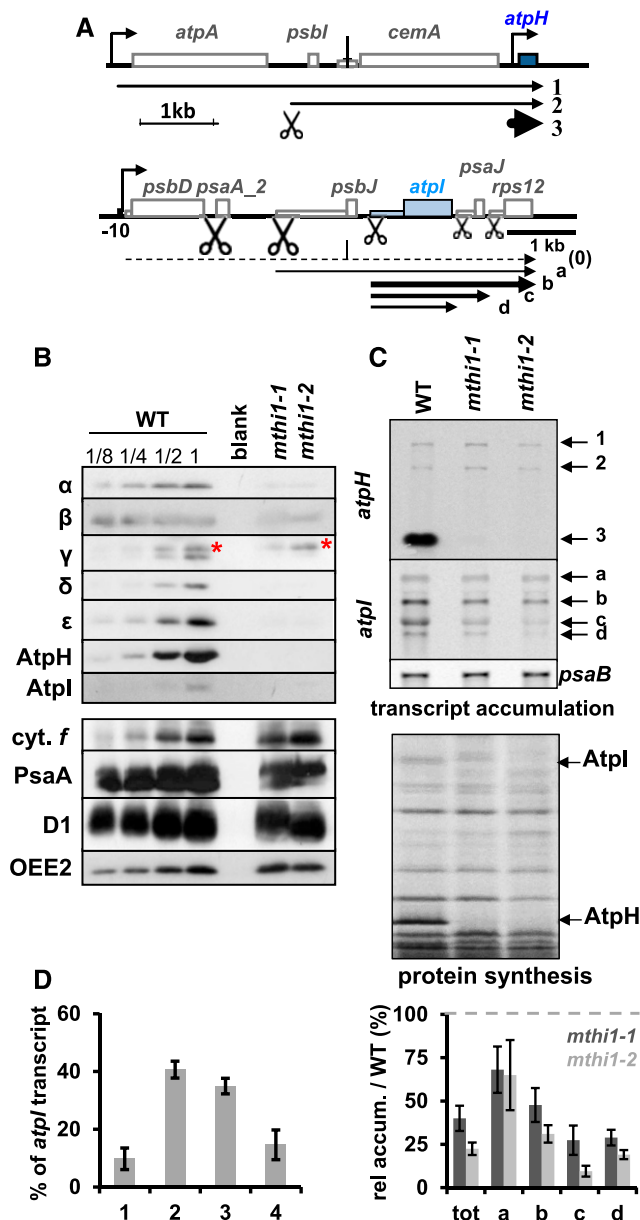 A
atpA psbI cemA atpH
1
2
1kb
3
psbD psaA_2 psbJ atpI psaJ rps12
-10
1 kb
(0)
a
b
c
d
B
WT blank mthi1-1 mthi1-2
1/8 1/4 1/2 1
α
β
γ * *
δ
ε
AtpH
AtpI
cyt. f
PsaA
D1
OEE2
C
WT mthi1-1 mthi1-2
atpH
1
2
3
atpI
a
b
c
d
psaB
transcript accumulation
AtpI
AtpH
protein synthesis
D
% of atpI transcript
60
40
20
0
1 2 3 4
rel accum. / WT (%)
100
75
50
25
0
mthi1-1
mthi1-2
tot a b c d